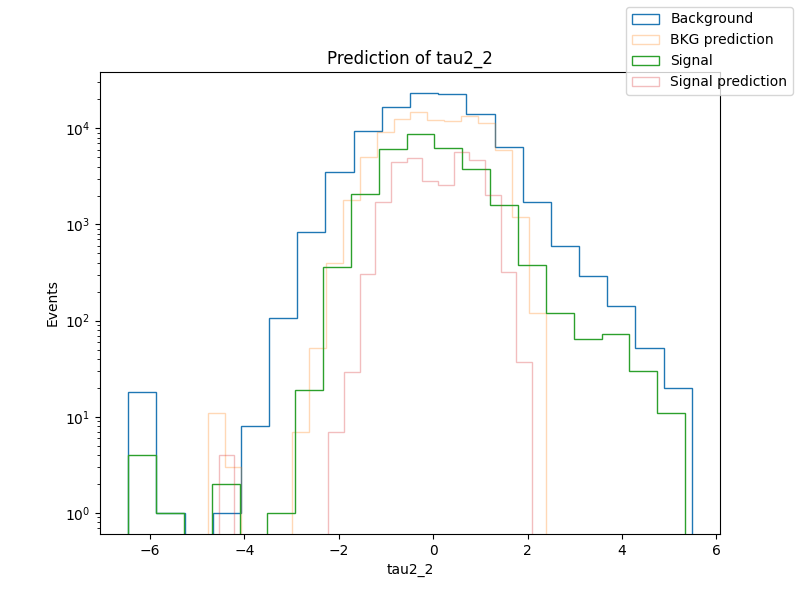 Prediction of tau2_2
Background
BKG prediction
Signal
Signal prediction
Events
10⁴
10³
10²
10¹
10⁰
−6 −4 −2 0 2 4 6
tau2_2